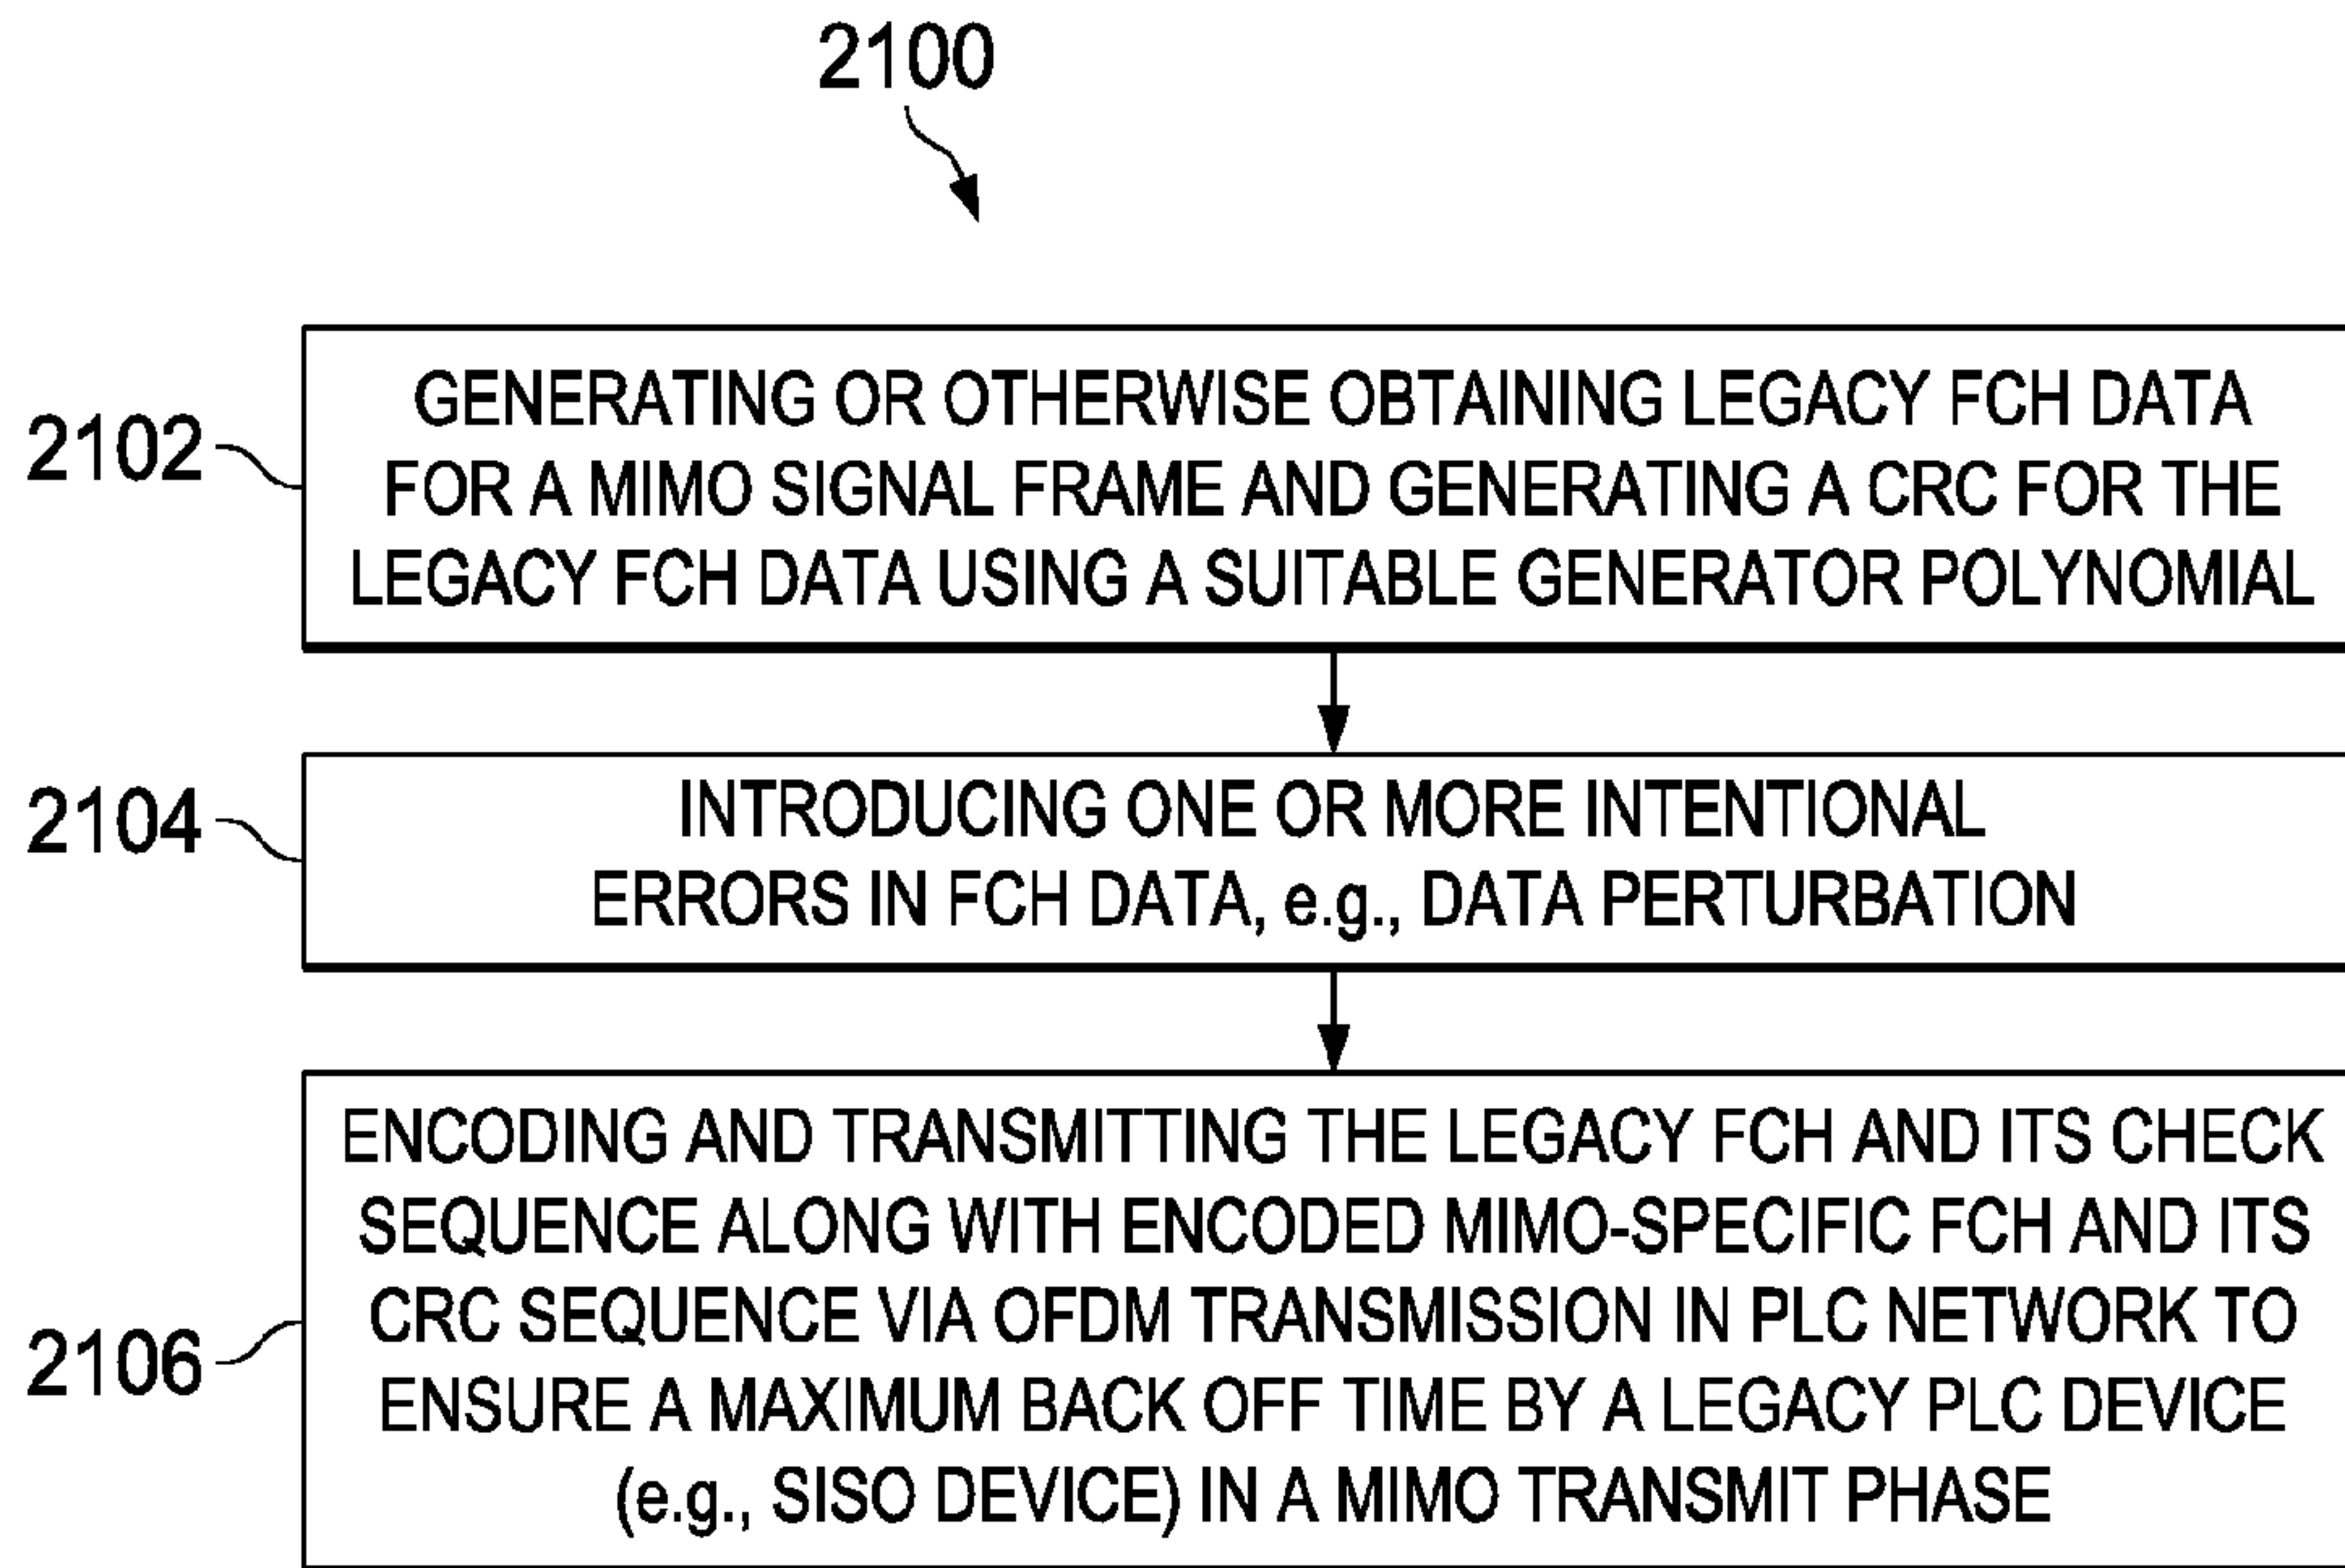 2100
2102
GENERATING OR OTHERWISE OBTAINING LEGACY FCH DATA
FOR A MIMO SIGNAL FRAME AND GENERATING A CRC FOR THE
LEGACY FCH DATA USING A SUITABLE GENERATOR POLYNOMIAL
2104
INTRODUCING ONE OR MORE INTENTIONAL
ERRORS IN FCH DATA, e.g., DATA PERTURBATION
2106
ENCODING AND TRANSMITTING THE LEGACY FCH AND ITS CHECK
SEQUENCE ALONG WITH ENCODED MIMO-SPECIFIC FCH AND ITS
CRC SEQUENCE VIA OFDM TRANSMISSION IN PLC NETWORK TO
ENSURE A MAXIMUM BACK OFF TIME BY A LEGACY PLC DEVICE
(e.g., SISO DEVICE) IN A MIMO TRANSMIT PHASE